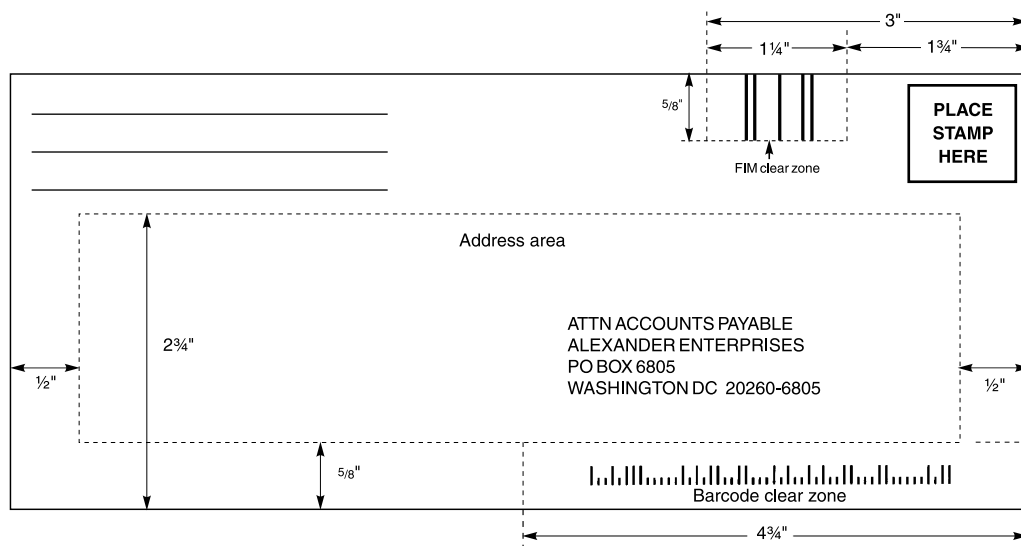 3"
1¼" 1¾"
5/8"
PLACE
STAMP
HERE
FIM clear zone
Address area
ATTN ACCOUNTS PAYABLE
ALEXANDER ENTERPRISES
PO BOX 6805
WASHINGTON DC 20260-6805
2¾"
½" ½"
5/8"
Barcode clear zone
4¾"